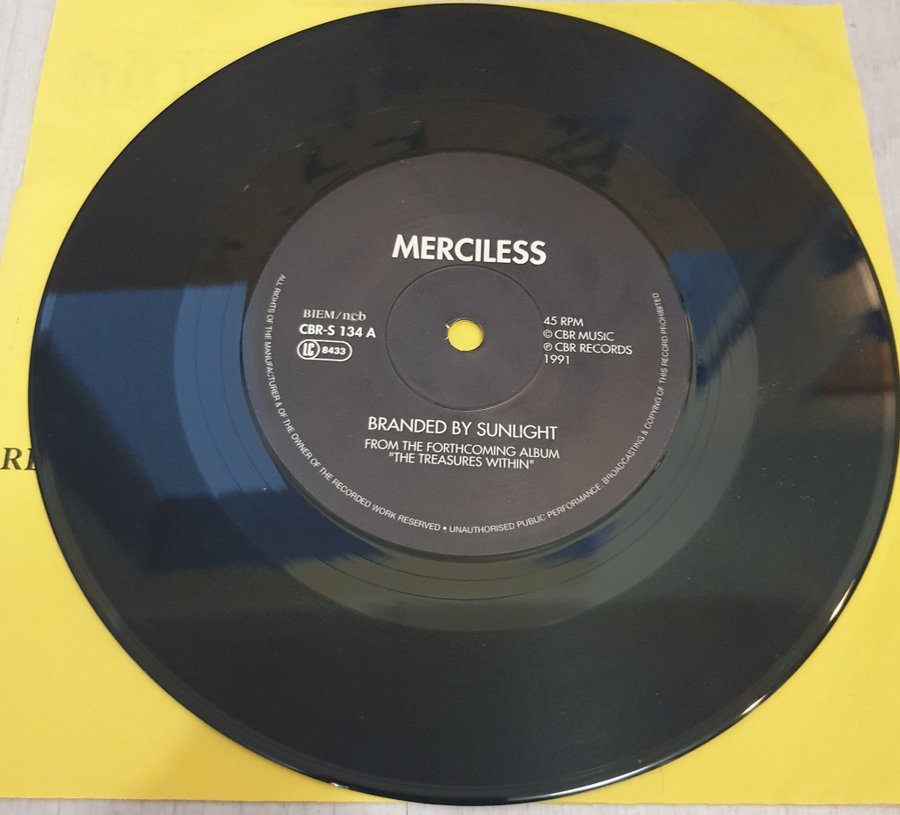 MERCILESS
BIEM/ncb
CBR-S 134 A
LC 8433
45 RPM
© CBR MUSIC
℗ CBR RECORDS
1991
BRANDED BY SUNLIGHT
FROM THE FORTHCOMING ALBUM
"THE TREASURES WITHIN"
ALL RIGHTS OF THE MANUFACTURER & OF THE OWNER OF THE RECORDED WORK RESERVED • UNAUTHORISED PUBLIC PERFORMANCE, BROADCASTING & COPYING OF THIS RECORD PROHIBITED